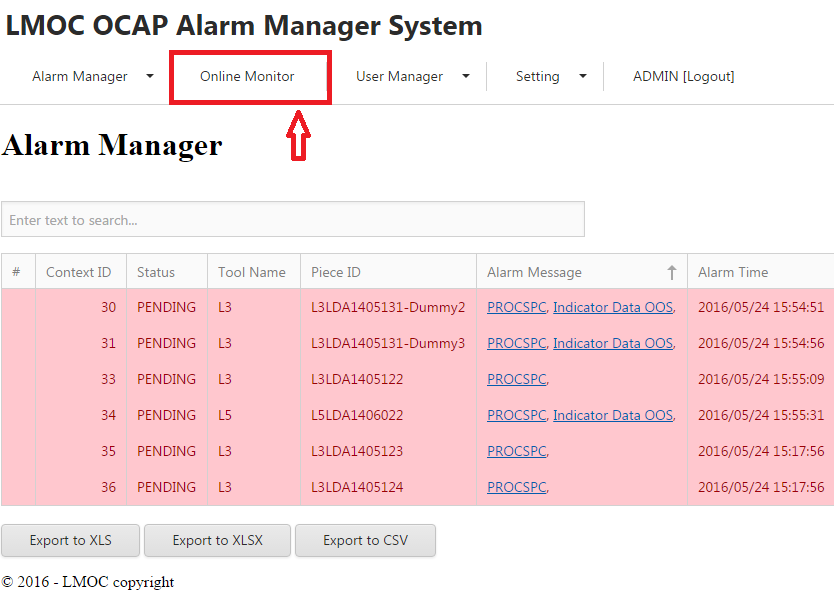 LMOC OCAP Alarm Manager System
Alarm Manager Online Monitor User Manager Setting ADMIN [Logout]
Alarm Manager
Enter text to search...
# Context ID Status Tool Name Piece ID Alarm Message Alarm Time
30 PENDING L3 L3LDA1405131-Dummy2 PROCSPC, Indicator Data OOS, 2016/05/24 15:54:51
31 PENDING L3 L3LDA1405131-Dummy3 PROCSPC, Indicator Data OOS, 2016/05/24 15:54:56
33 PENDING L3 L3LDA1405122 PROCSPC, 2016/05/24 15:55:09
34 PENDING L5 L5LDA1406022 PROCSPC, Indicator Data OOS, 2016/05/24 15:55:31
35 PENDING L3 L3LDA1405123 PROCSPC, 2016/05/24 15:17:56
36 PENDING L3 L3LDA1405124 PROCSPC, 2016/05/24 15:17:56
Export to XLS Export to XLSX Export to CSV
© 2016 - LMOC copyright